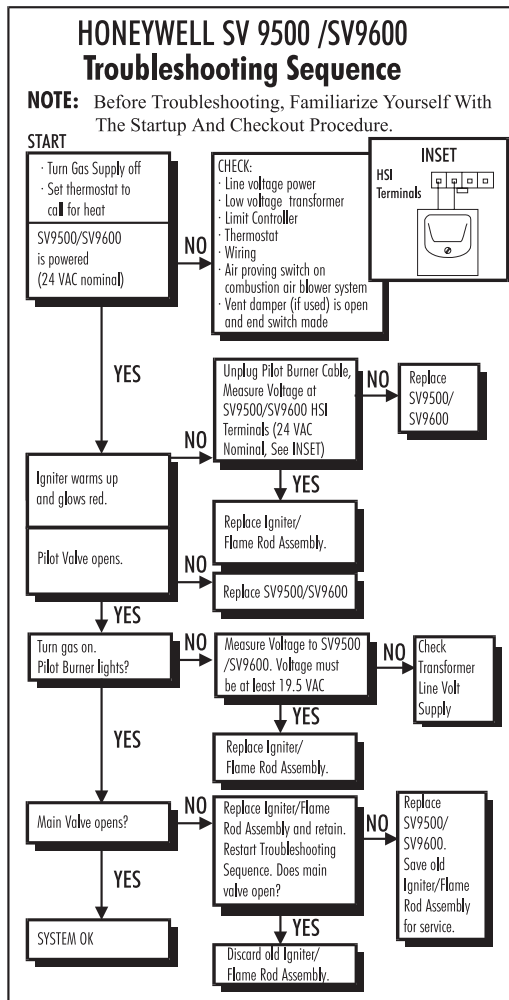 HONEYWELL SV 9500 /SV9600
Troubleshooting Sequence
NOTE: Before Troubleshooting, Familiarize Yourself With
The Startup And Checkout Procedure.
START
· Turn Gas Supply off
· Set thermostat to
call for heat
SV9500/SV9600
is powered
(24 VAC nominal)
NO
CHECK:
· Line voltage power
· Low voltage transformer
· Limit Controller
· Thermostat
· Wiring
· Air proving switch on
combustion air blower system
· Vent damper (if used) is open
and end switch made
INSET
HSI
Terminals
YES
Igniter warms up
and glows red.
NO
Unplug Pilot Burner Cable,
Measure Voltage at
SV9500/SV9600 HSI
Terminals (24 VAC
Nominal, See INSET)
NO
Replace
SV9500/
SV9600
YES
Replace Igniter/
Flame Rod Assembly.
Pilot Valve opens.
NO
Replace SV9500/SV9600
YES
Turn gas on.
Pilot Burner lights?
NO
Measure Voltage to SV9500
/SV9600. Voltage must
be at least 19.5 VAC
NO
Check
Transformer
Line Volt
Supply
YES
Replace Igniter/
Flame Rod Assembly.
YES
Main Valve opens?
NO
Replace Igniter/Flame
Rod Assembly and retain.
Restart Troubleshooting
Sequence. Does main
valve open?
NO
Replace
SV9500/
SV9600.
Save old
Igniter/Flame
Rod Assembly
for service.
YES
SYSTEM OK
YES
Discard old Igniter/
Flame Rod Assembly.